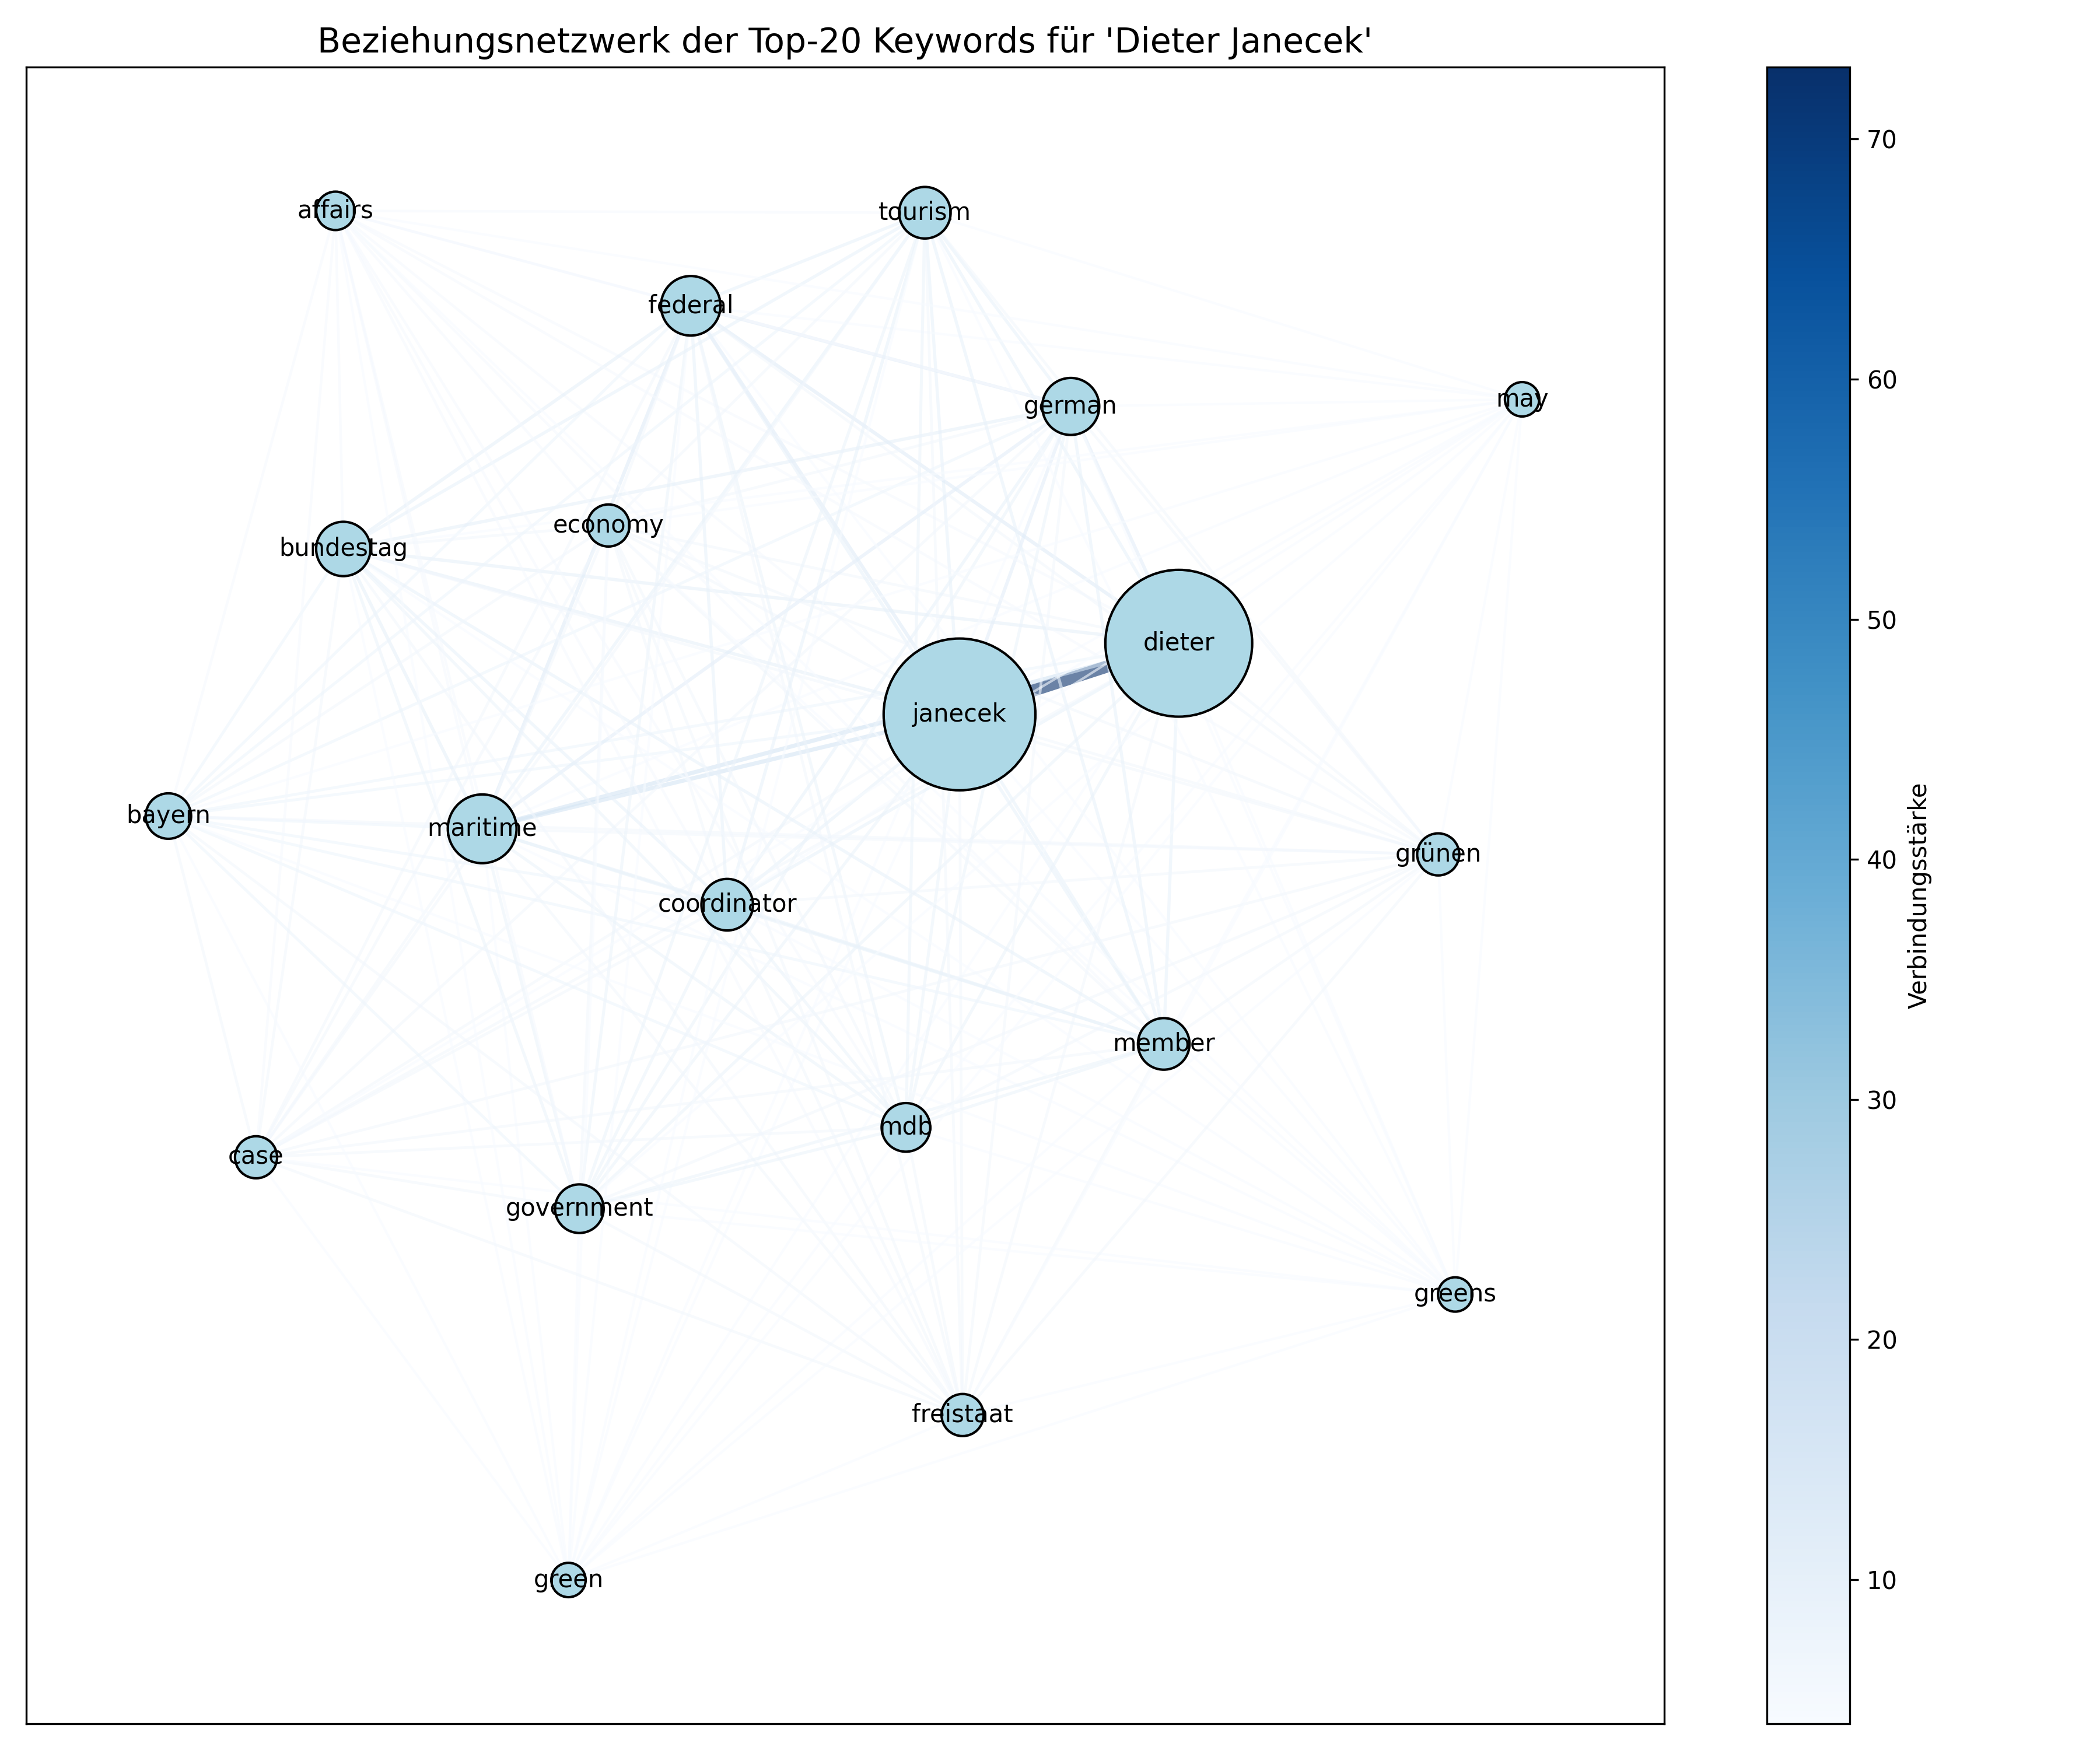 Beziehungsnetzwerk der Top-20 Keywords für 'Dieter Janecek'
affairs
tourism
federal
german
may
economy
bundestag
dieter
janecek
bayern
maritime
grünen
coordinator
member
mdb
case
government
greens
freistaat
green
70
60
50
40
30
20
10
Verbindungsstärke